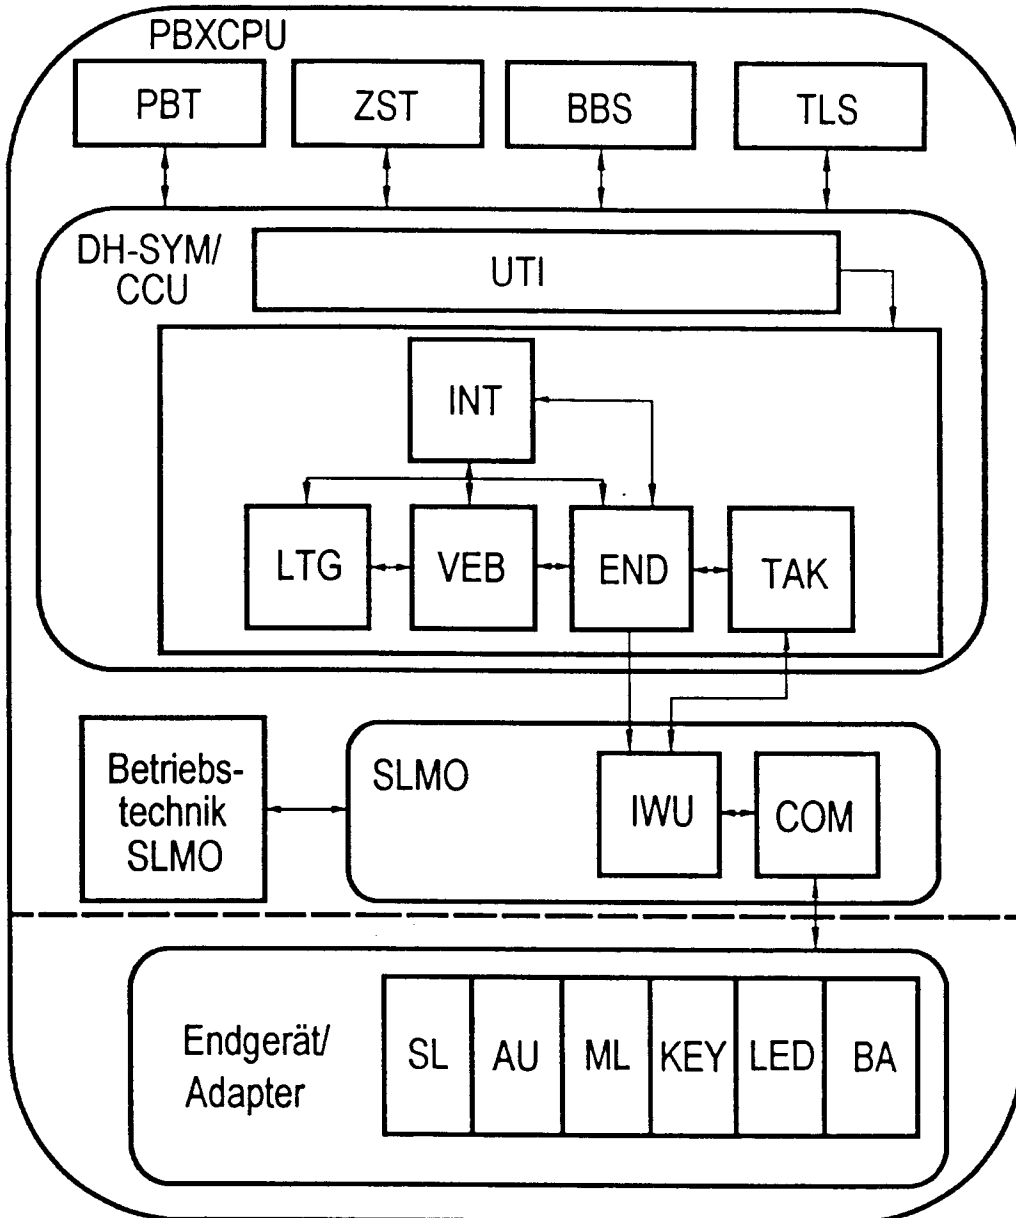 PBXCPU
PBT
ZST
BBS
TLS
DH-SYM/
CCU
UTI
INT
LTG
VEB
END
TAK
Betriebs-
technik
SLMO
SLMO
IWU
COM
Endgerät/
Adapter
SL
AU
ML
KEY
LED
BA